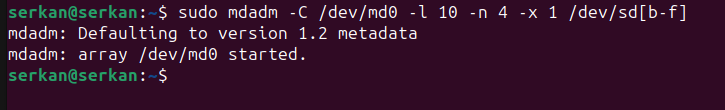 serkan@serkan:~$ sudo mdadm -C /dev/md0 -l 10 -n 4 -x 1 /dev/sd[b-f]
mdadm: Defaulting to version 1.2 metadata
mdadm: array /dev/md0 started.
serkan@serkan:~$